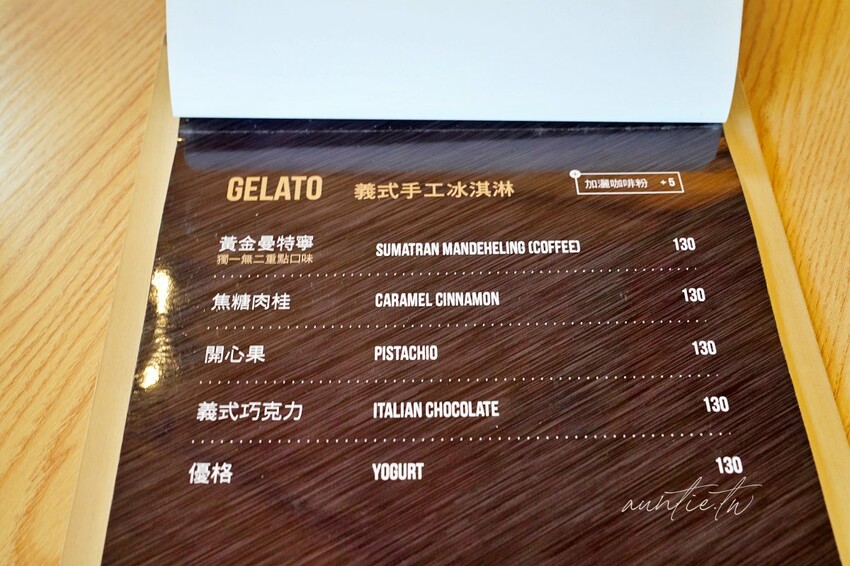 GELATO 義式手工冰淇淋 加灑咖啡粉 +5
黃金曼特寧 SUMATRAN MANDEHELING (COFFEE) 130
獨一無二重點口味
焦糖肉桂 CARAMEL CINNAMON 130
開心果 PISTACHIO 130
義式巧克力 ITALIAN CHOCOLATE 130
優格 YOGURT 130
auntie.tw